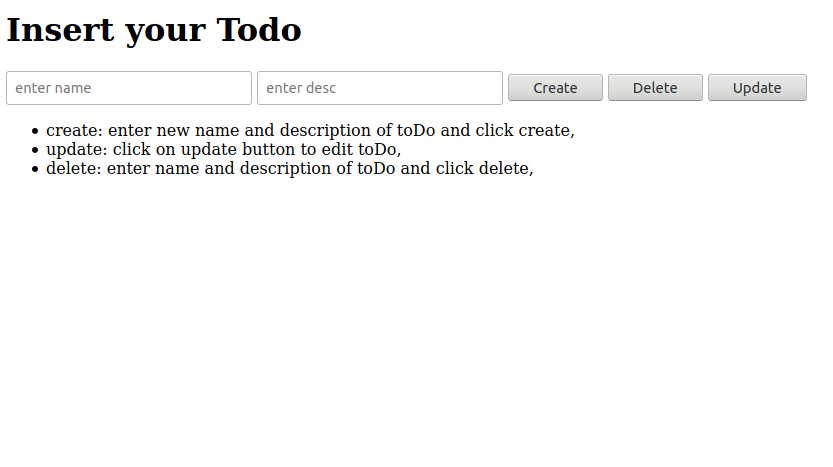 Insert your Todo
enter name enter desc Create Delete Update
create: enter new name and description of toDo and click create,
update: click on update button to edit toDo,
delete: enter name and description of toDo and click delete,